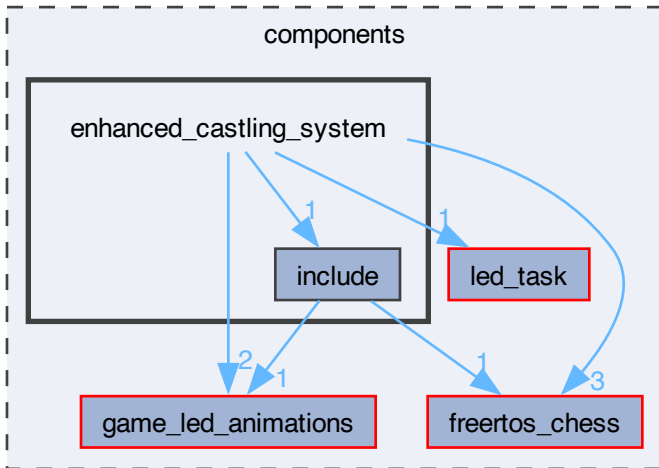 components
enhanced_castling_system
1
1
include
led_task
2
1
1
3
game_led_animations
freertos_chess